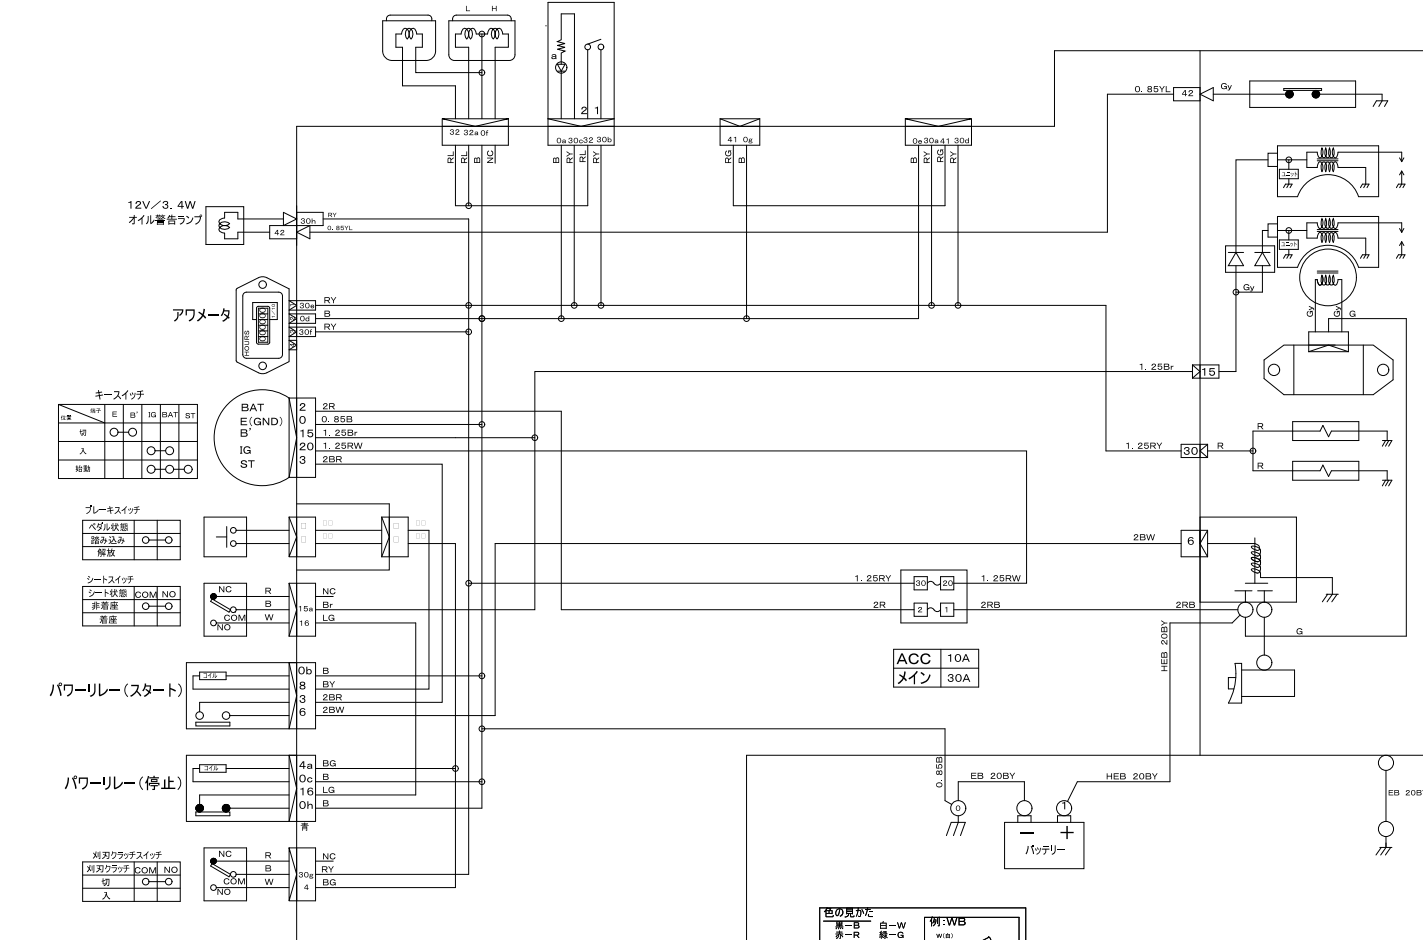 L H
a
2 1
0. 85YL
42
Gy
32 32a 0f
0a 30c 32 30b
41 0g
0e 30a 41 30d
RL RL B NC
B RY RL RY
RG B
B RY RG RY
ユニット
12V／3. 4W
オイル警告ランプ
30h RY
42 0. 85YL
ユニット
Gy
Gy Gy G
アワメータ
HOURS
30e RY
0d B
30f RY
1. 25Br
15
キースイッチ
端子
位置
E B' IG BAT ST
切
入
始動
BAT 2 2R
E(GND) 0 0. 85B
B' 15 1. 25Br
IG 20 1. 25RW
ST 3 2BR
1. 25RY
30 R
R
R
ブレーキスイッチ
ペダル状態
踏み込み
解放
2BW
6
シートスイッチ
シート状態 COM NO
非着座
着座
NC R NC
B 15a Br
COM W 16 LG
NO
1. 25RY 30 20 1. 25RW
2R 2 1 2RB
2RB
G
HEB 20BY
ACC 10A
メイン 30A
パワーリレー（スタート）
コイル
0b B
8 BY
3 2BR
6 2BW
パワーリレー（停止）
コイル
4a BG
0c B
16 LG
0h B
青
0. 85B
EB 20BY
HEB 20BY
0
1
－ ＋
バッテリー
EB 20BY
刈刃クラッチスイッチ
刈刃クラッチ COM NO
切
入
NC R NC
B 30g RY
COM W 4 BG
NO
色の見かた
黒ーB 白ーW
赤ーR 緑ーG
例：WB
W(白)